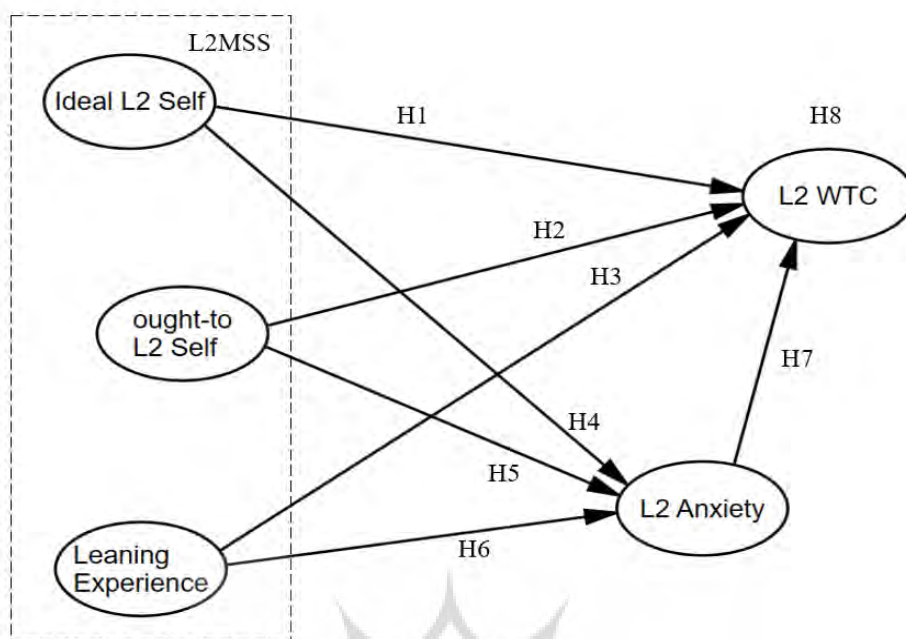 L2MSS
Ideal L2 Self
H1
H8
L2 WTC
H2
H3
ought-to
L2 Self
H7
H4
H5
L2 Anxiety
H6
Leaning
Experience